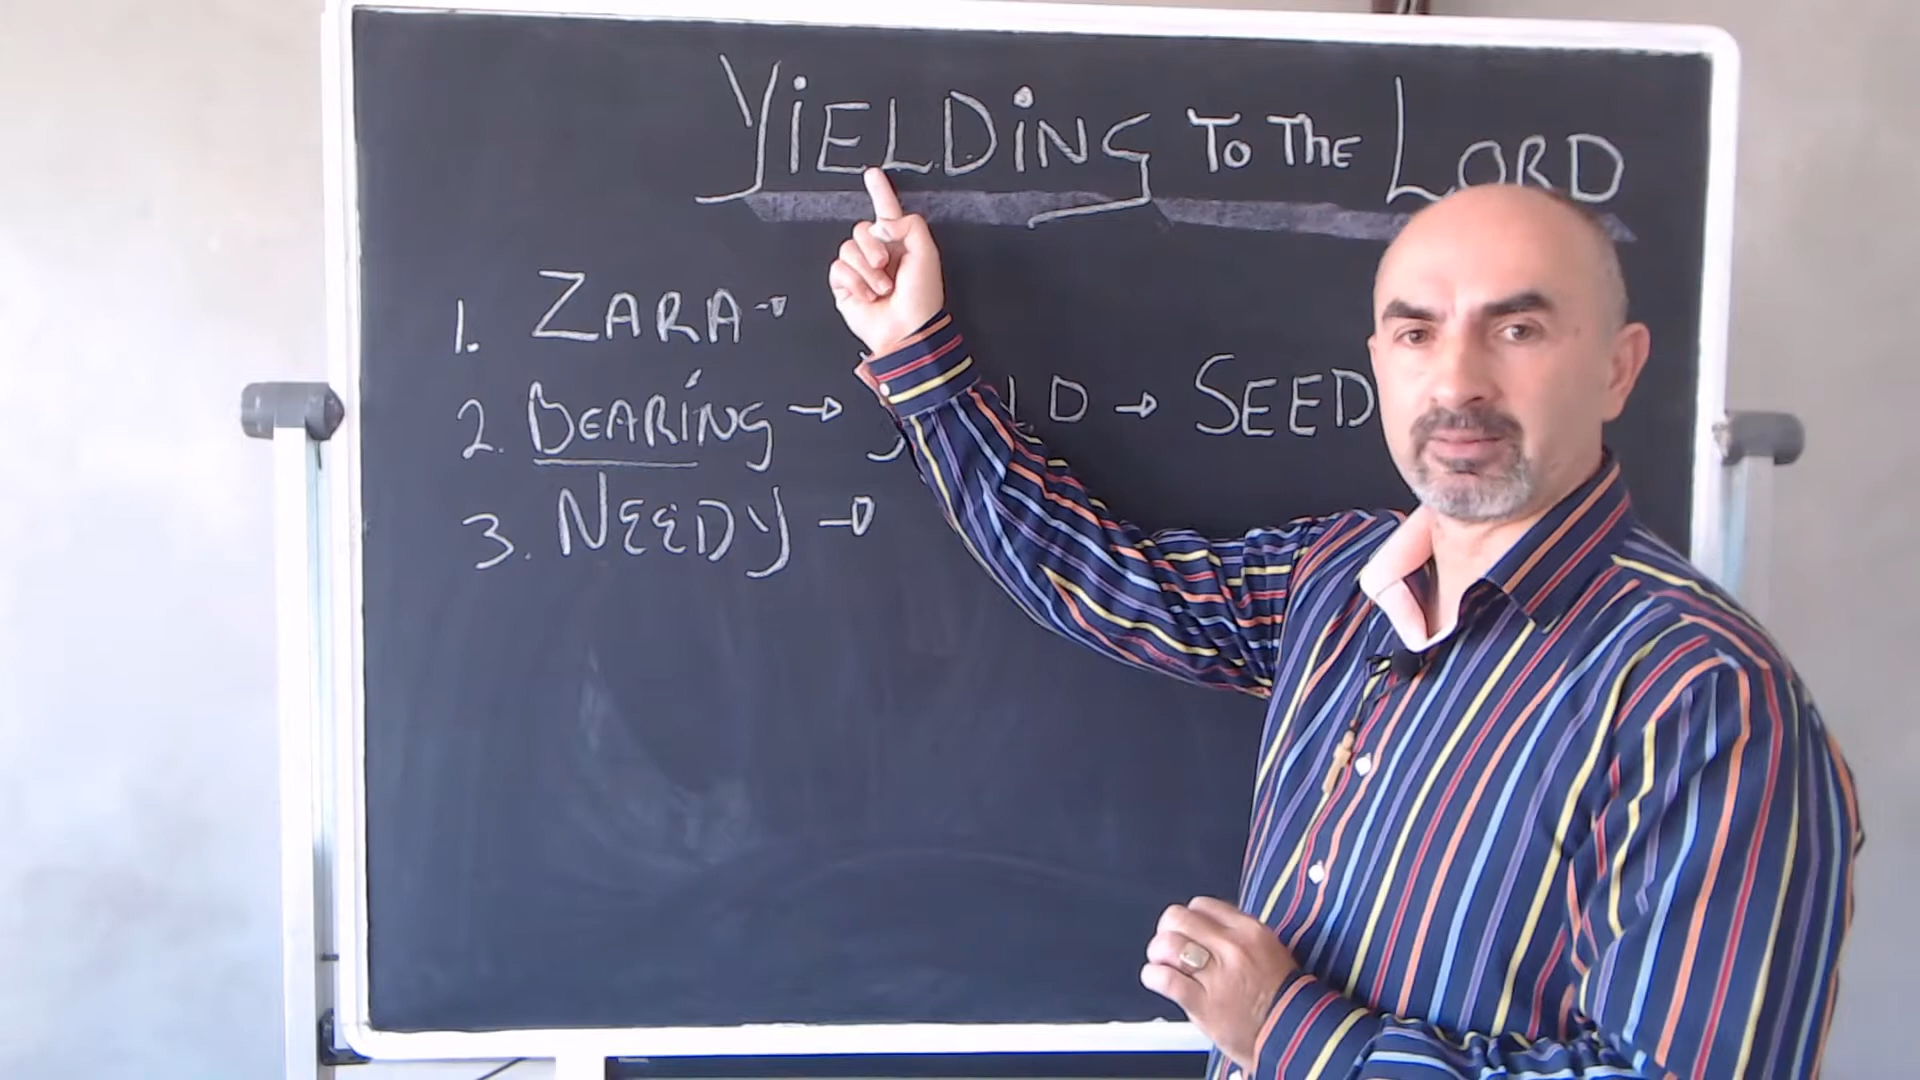 YiELDiNG To THE LORD
1. ZARA →
2. BEARiNG → → SEED
3. NEEDY →